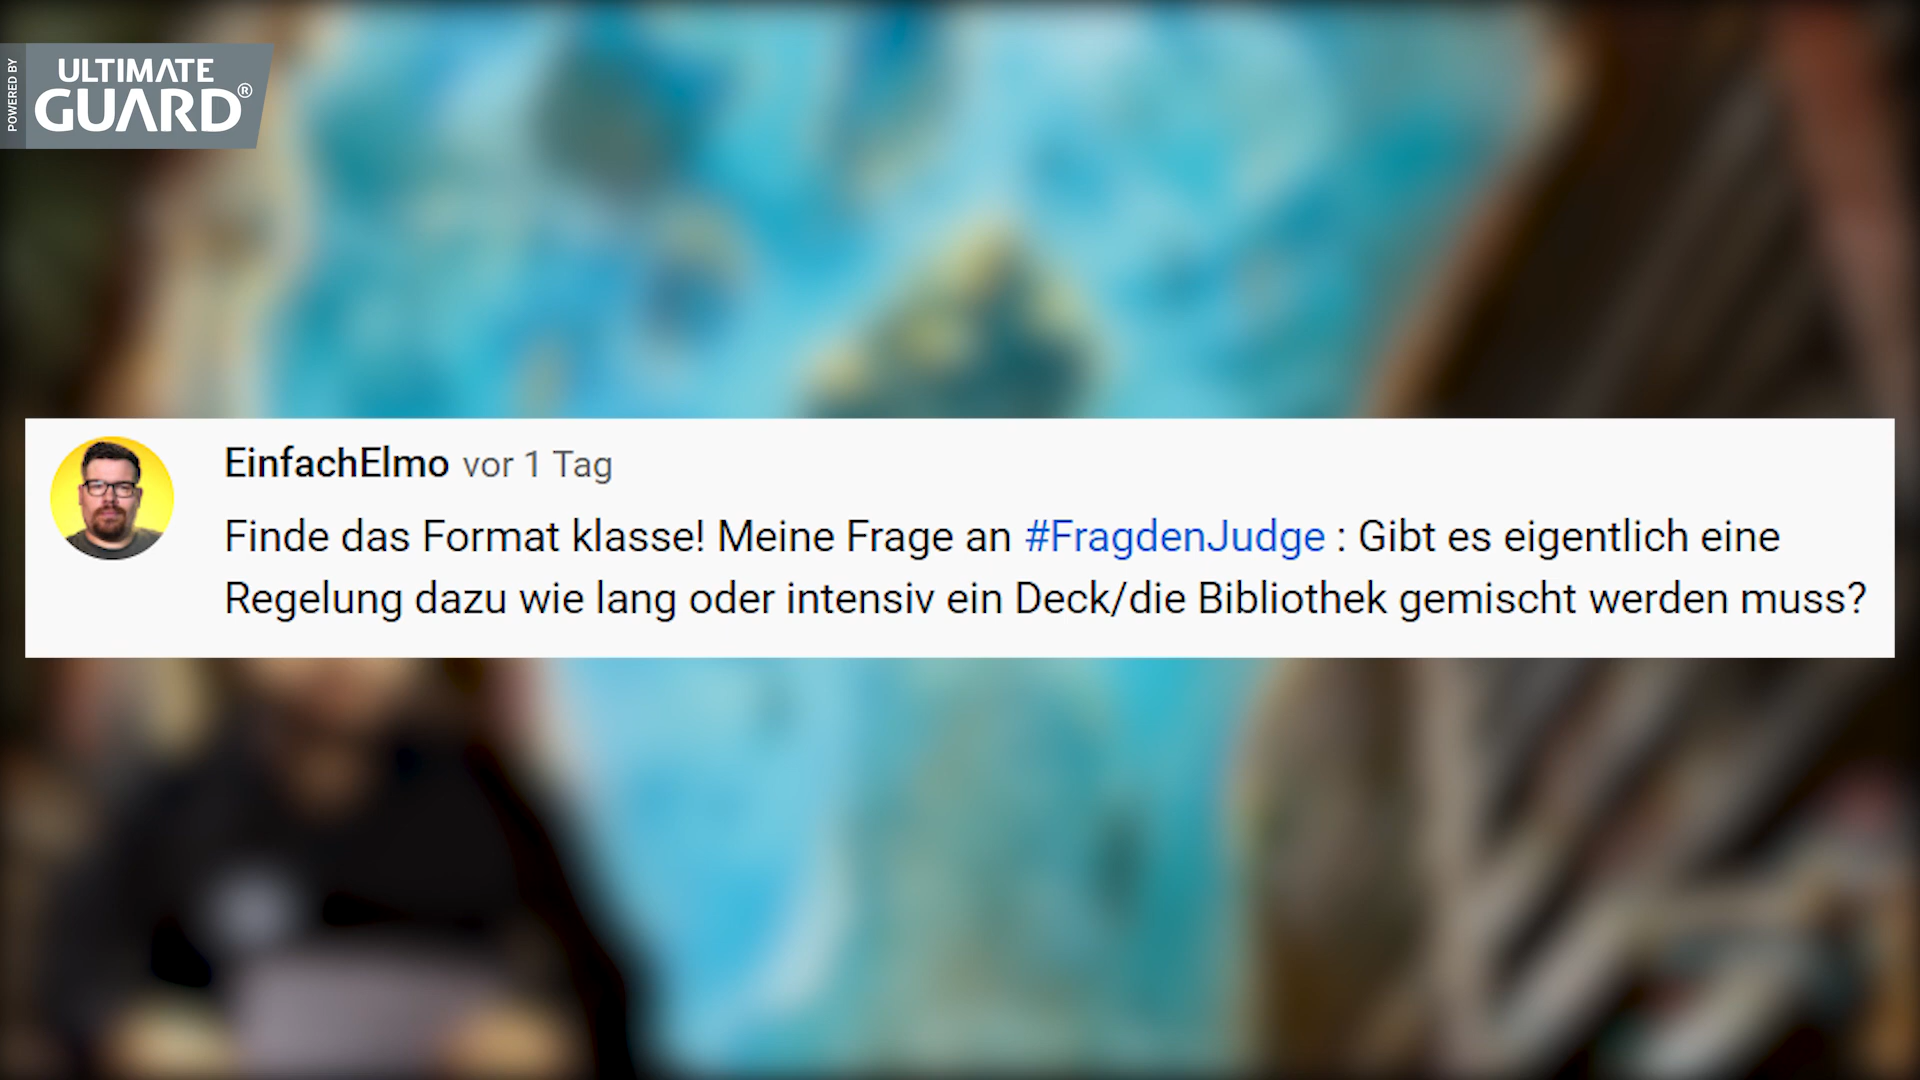 POWERED BY
ULTIMATE
GUARD®
EinfachElmo vor 1 Tag
Finde das Format klasse! Meine Frage an #FragdenJudge : Gibt es eigentlich eine
Regelung dazu wie lang oder intensiv ein Deck/die Bibliothek gemischt werden muss?